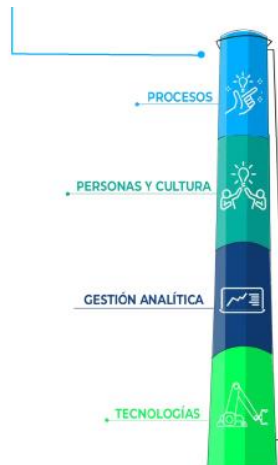 PROCESOS
PERSONAS Y CULTURA
GESTIÓN ANALÍTICA
TECNOLOGÍAS